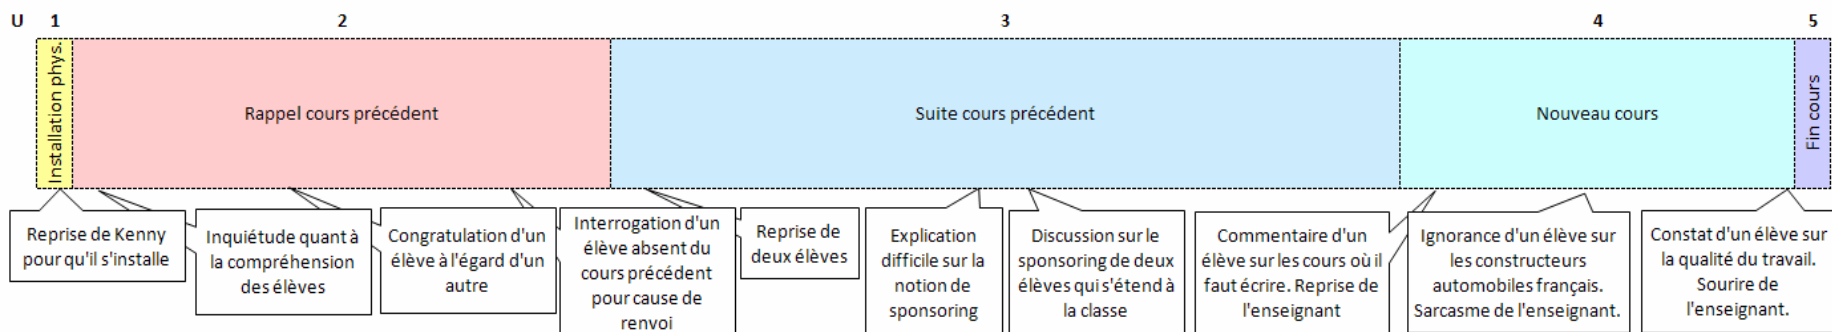 U 1 2 3 4 5
Installation phys.
Rappel cours précédent
Suite cours précédent
Nouveau cours
Fin cours
Reprise de Kenny
pour qu'il s'installe
Inquiétude quant à
la compréhension
des élèves
Congratulation d'un
élève à l'égard d'un
autre
Interrogation d'un
élève absent du
cours précédent
pour cause de
renvoi
Reprise de
deux élèves
Explication
difficile sur la
notion de
sponsoring
Discussion sur le
sponsoring de deux
élèves qui s'étend à
la classe
Commentaire d'un
élève sur les cours où il
faut écrire. Reprise de
l'enseignant
Ignorance d'un élève sur
les constructeurs
automobiles français.
Sarcasme de l'enseignant.
Constat d'un élève sur
la qualité du travail.
Sourire de
l'enseignant.